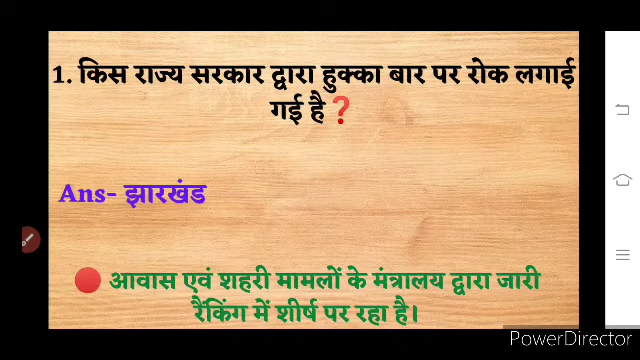 1. किस राज्य सरकार द्वारा हुक्का बार पर रोक लगाई
गई है❓
Ans- झारखंड
🔴 आवास एवं शहरी मामलों के मंत्रालय द्वारा जारी
रैंकिंग में शीर्ष पर रहा है।
PowerDirector